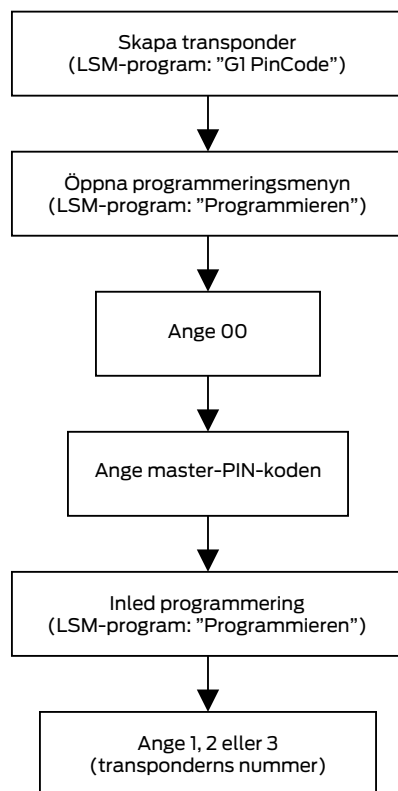 Skapa transponder
(LSM-program: ”G1 PinCode”)
Öppna programmeringsmenyn
(LSM-program: ”Programmieren”)
Ange 00
Ange master-PIN-koden
Inled programmering
(LSM-program: ”Programmieren”)
Ange 1, 2 eller 3
(transponderns nummer)